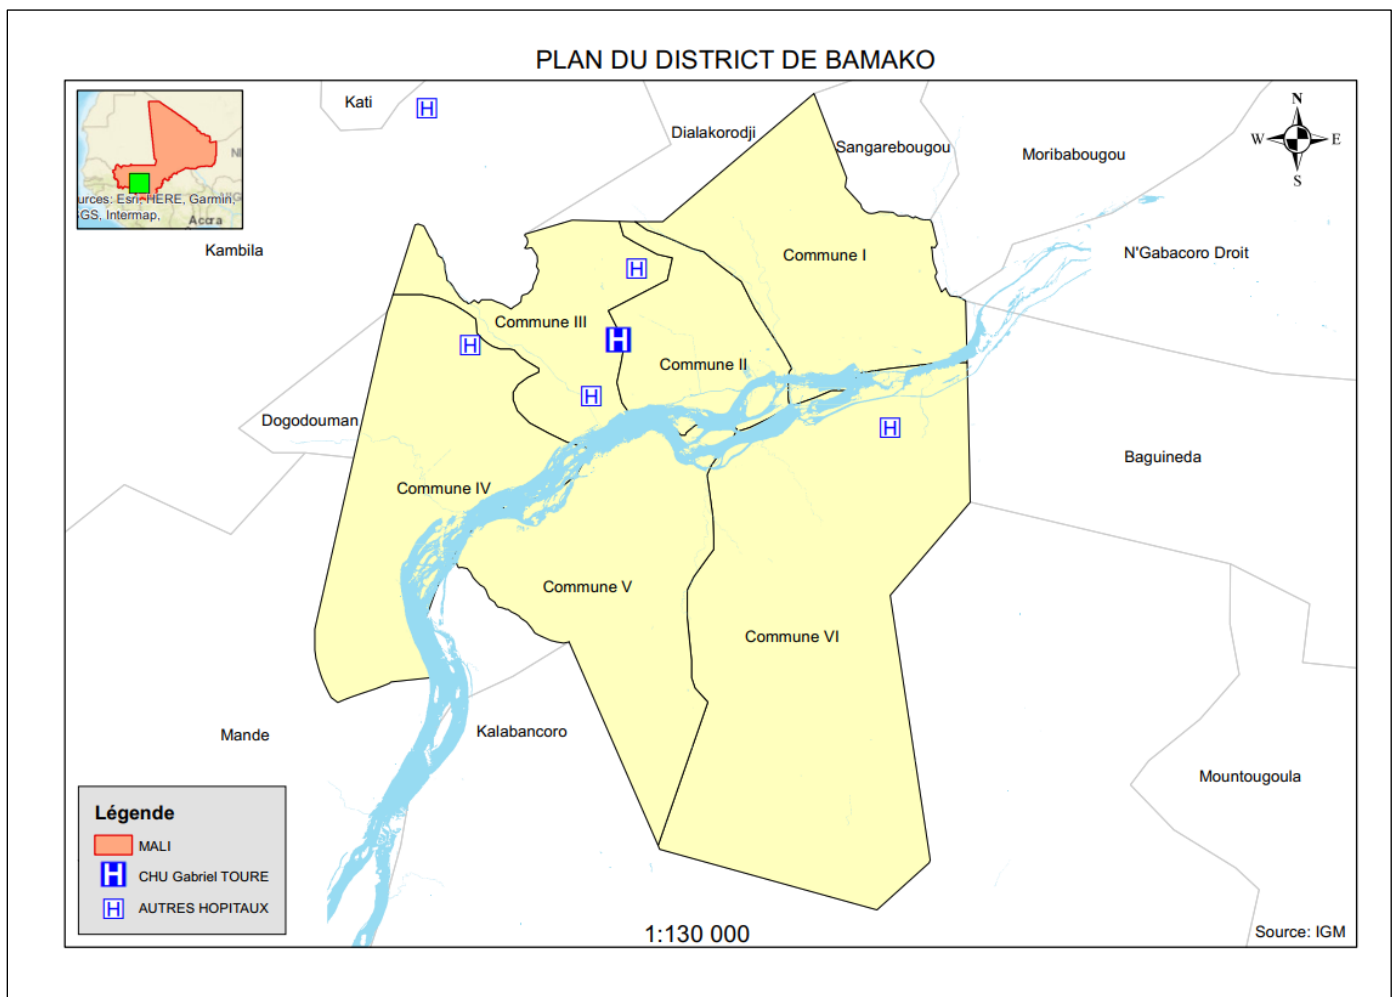 PLAN DU DISTRICT DE BAMAKO
Kati
H
Dialakorodji
Sangarebougou
Moribabougou
N
W
E
S
urces: Esri, HERE, Garmin,
GS, Intermap,
Accra
Kambila
Commune I
N'Gabacoro Droit
H
Commune III
H
H
Commune II
H
Dogodouman
H
Baguineda
Commune IV
Commune V
Commune VI
Mande
Kalabancoro
Mountougoula
Légende
MALI
H CHU Gabriel TOURE
H AUTRES HOPITAUX
1:130 000
Source: IGM